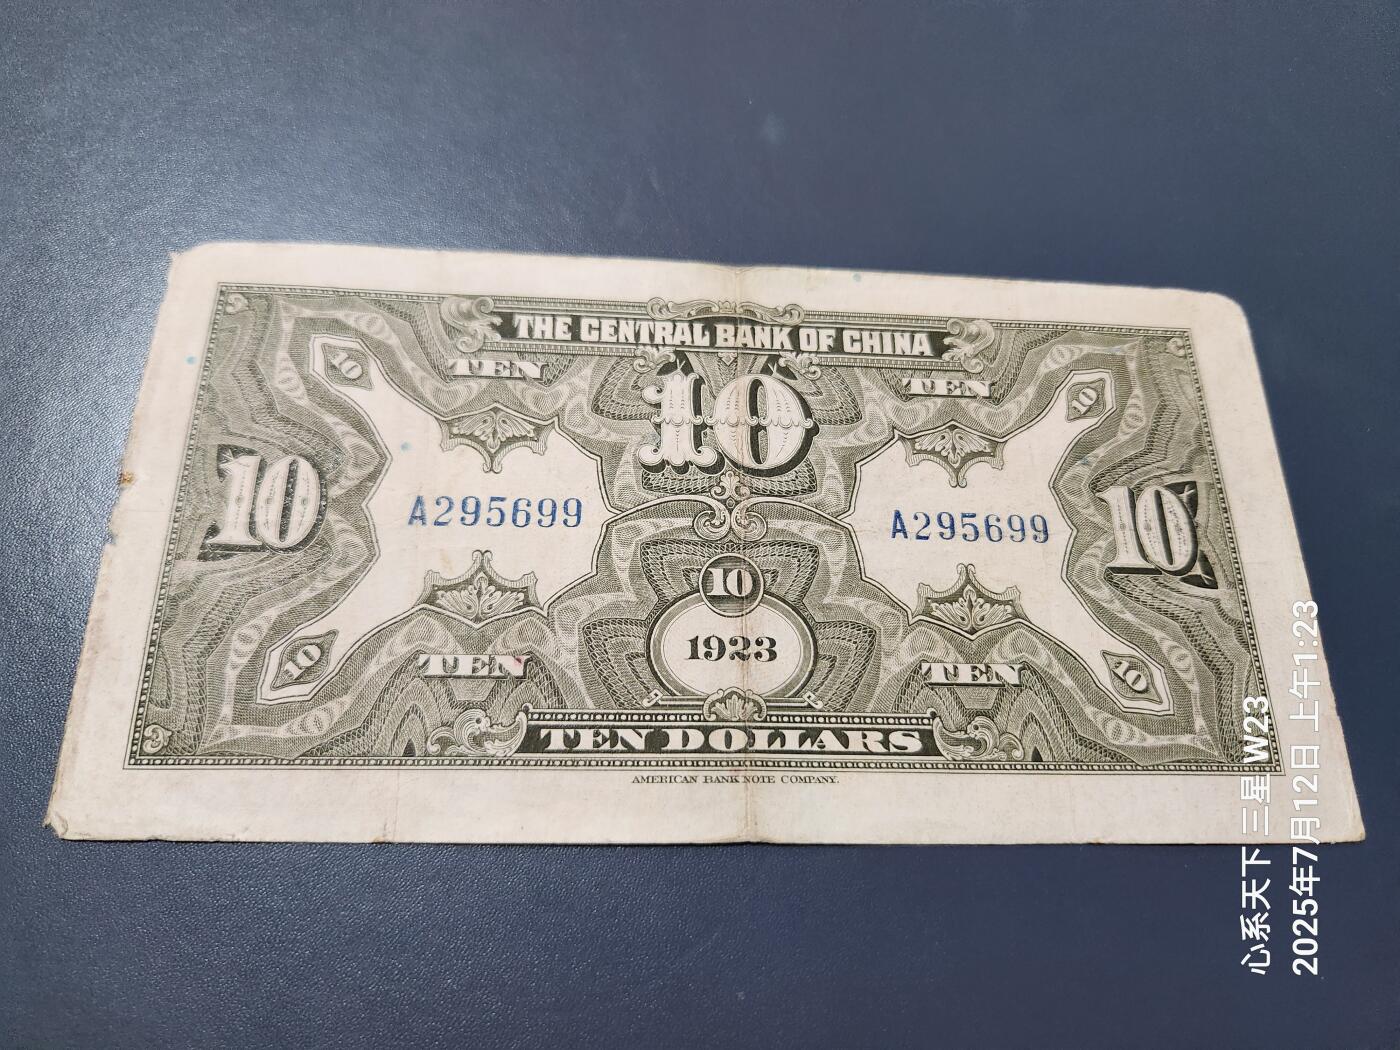 THE CENTRAL BANK OF CHINA
10
TEN
10
TEN
10
10
A295699
A295699
10
10
1923
10
TEN
TEN
10
TEN DOLLARS
AMERICAN BANK NOTE COMPANY.
心系天下三星 W23
2025年7月12日 上午1:23